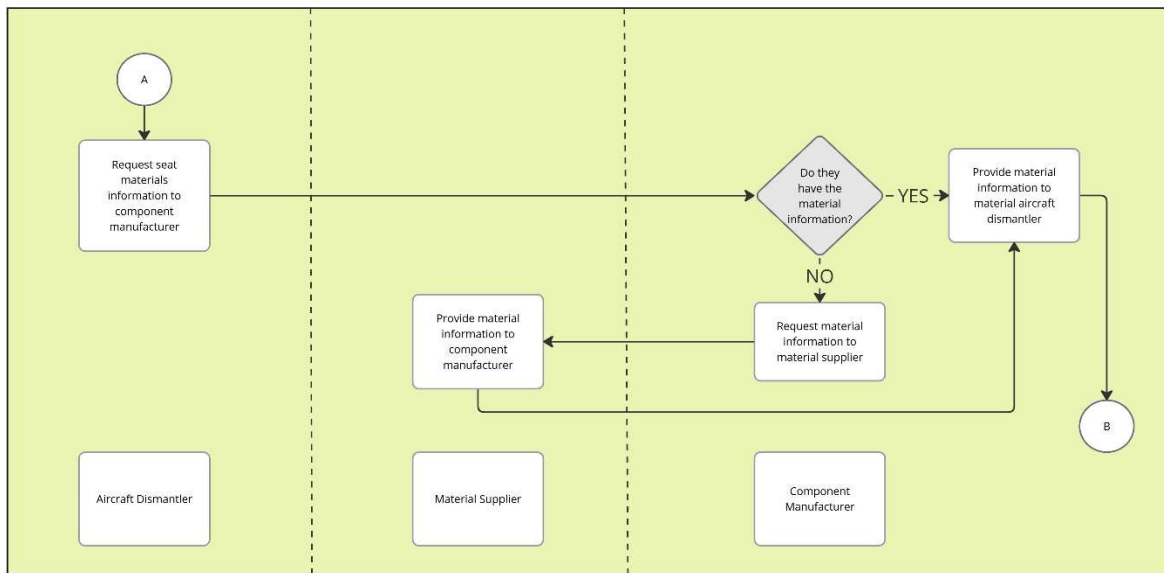 A
Request seat
materials
information to
component
manufacturer
Do they
have the
material
information?
YES
Provide material
information to
material aircraft
dismantler
NO
Provide material
information to
component
manufacturer
Request material
information to
material supplier
B
Aircraft Dismantler
Material Supplier
Component
Manufacturer